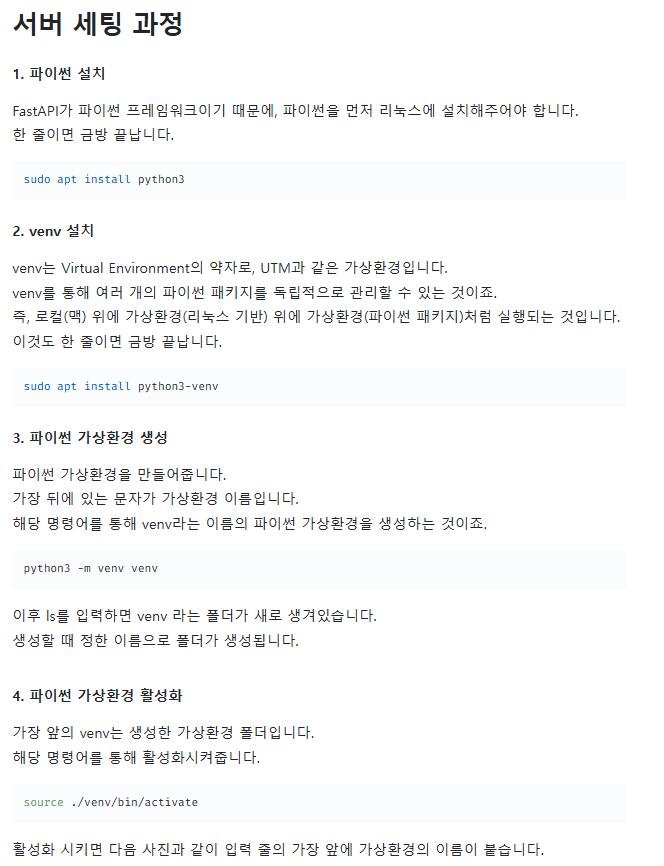 서버 세팅 과정
1. 파이썬 설치
FastAPI가 파이썬 프레임워크이기 때문에, 파이썬을 먼저 리눅스에 설치해주어야 합니다.
한 줄이면 금방 끝납니다.
sudo apt install python3
2. venv 설치
venv는 Virtual Environment의 약자로, UTM과 같은 가상환경입니다.
venv를 통해 여러 개의 파이썬 패키지를 독립적으로 관리할 수 있는 것이죠.
즉, 로컬(맥) 위에 가상환경(리눅스 기반) 위에 가상환경(파이썬 패키지)처럼 실행되는 것입니다.
이것도 한 줄이면 금방 끝납니다.
sudo apt install python3-venv
3. 파이썬 가상환경 생성
파이썬 가상환경을 만들어줍니다.
가장 뒤에 있는 문자가 가상환경 이름입니다.
해당 명령어를 통해 venv라는 이름의 파이썬 가상환경을 생성하는 것이죠.
python3 -m venv venv
이후 ls를 입력하면 venv 라는 폴더가 새로 생겨있습니다.
생성할 때 정한 이름으로 폴더가 생성됩니다.
4. 파이썬 가상환경 활성화
가장 앞의 venv는 생성한 가상환경 폴더입니다.
해당 명령어를 통해 활성화시켜줍니다.
source ./venv/bin/activate
활성화 시키면 다음 사진과 같이 입력 줄의 가장 앞에 가상환경의 이름이 붙습니다.